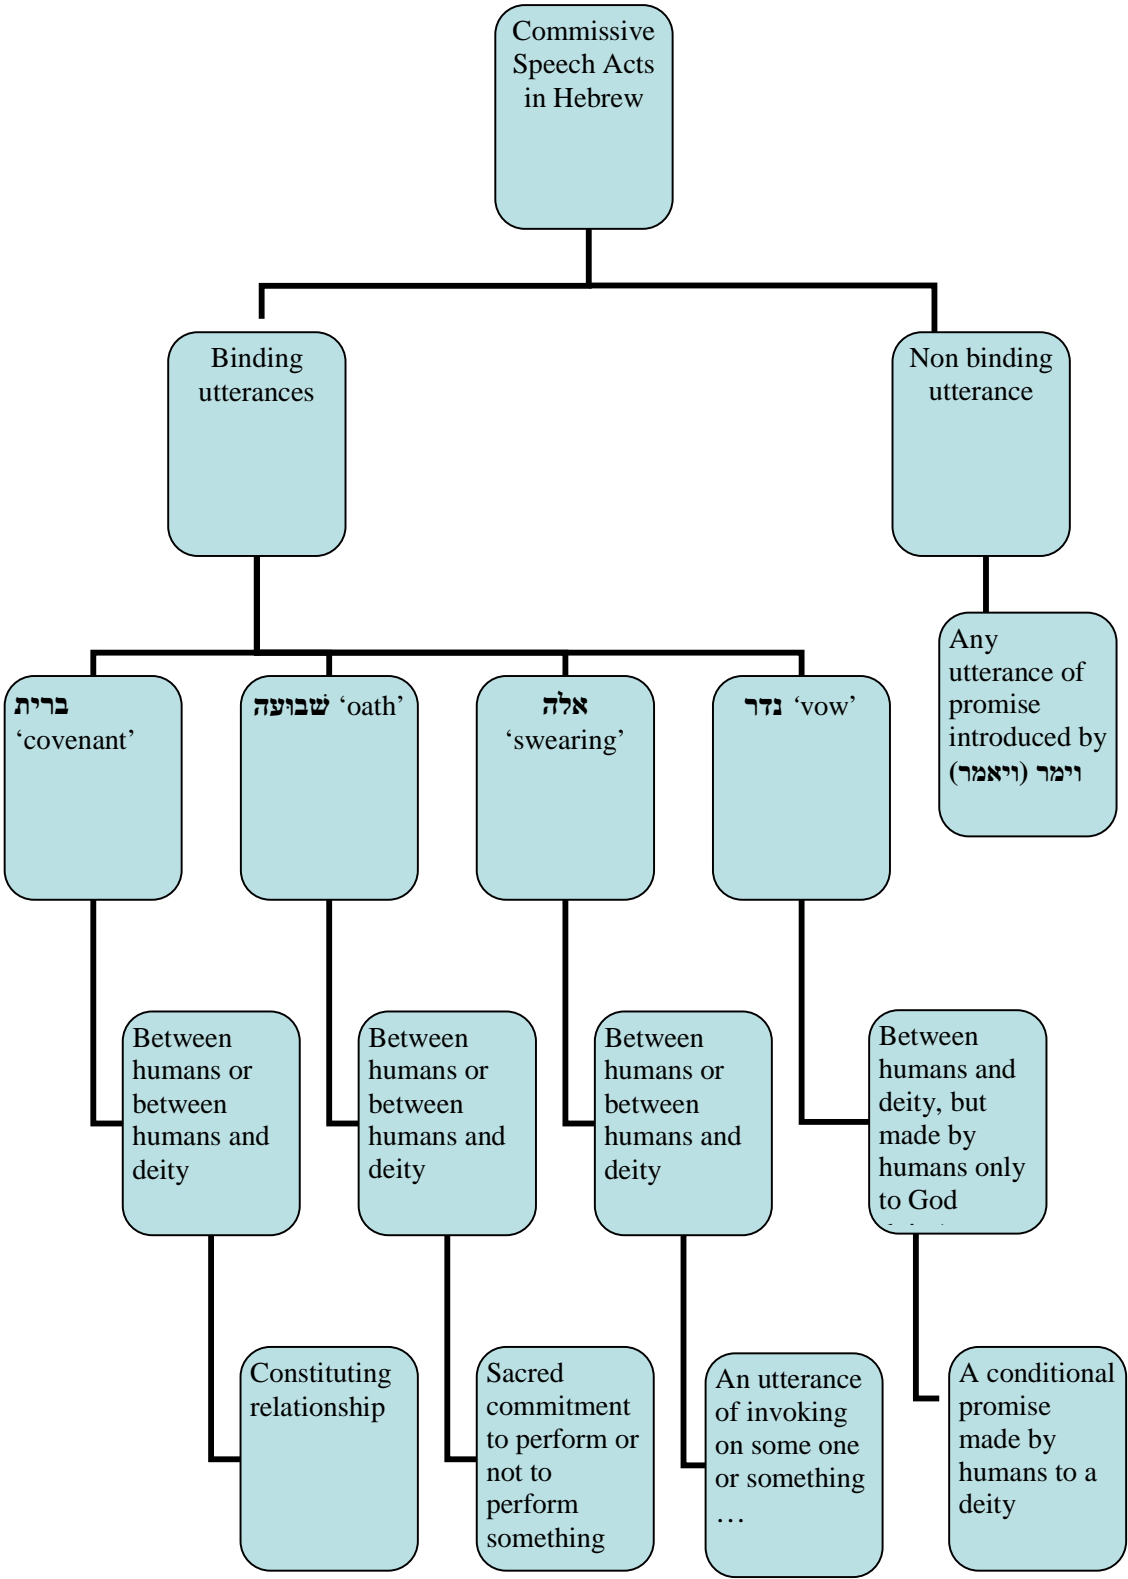 Commissive
Speech Acts
in Hebrew
Binding
utterances
Non binding
utterance
Any
utterance of
promise
introduced by
וימר (ויאמר)
ברית
‘covenant’
שׁבועה ‘oath’
אלה
‘swearing’
נדר ‘vow’
Between
humans or
between
humans and
deity
Between
humans or
between
humans and
deity
Between
humans or
between
humans and
deity
Between
humans and
deity, but
made by
humans only
to God
Constituting
relationship
Sacred
commitment
to perform or
not to
perform
something
An utterance
of invoking
on some one
or something
…
A conditional
promise
made by
humans to a
deity